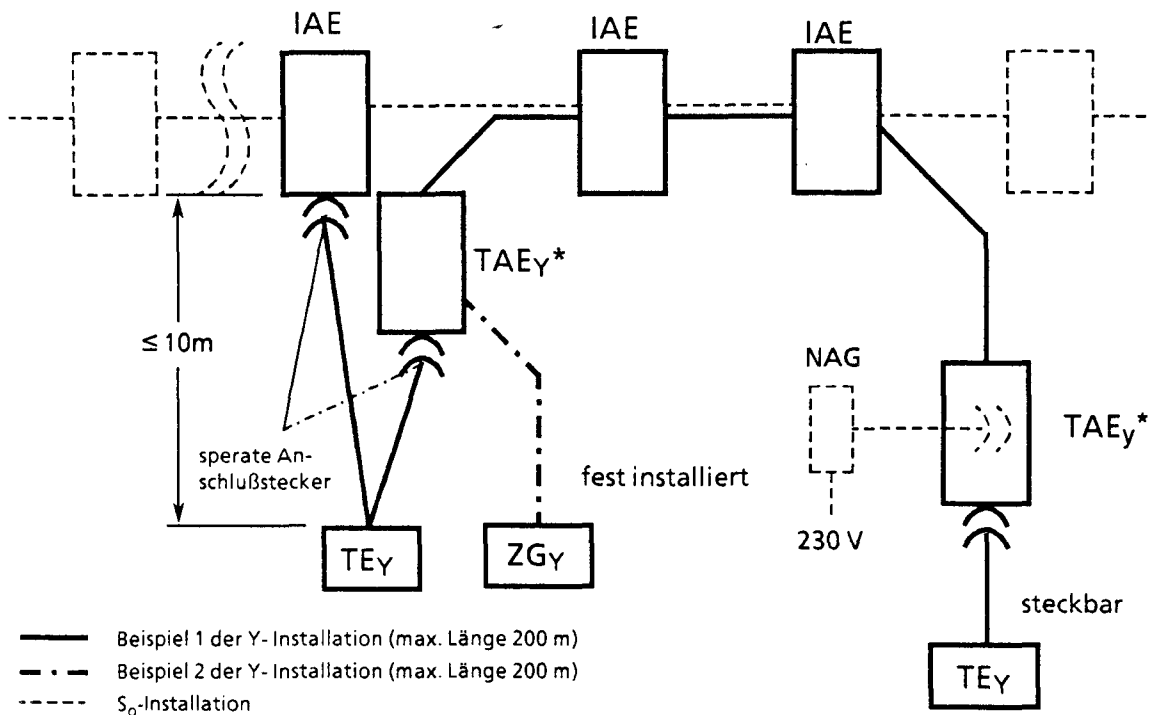 IAE
IAE
IAE
TAEY*
≤ 10m
NAG
TAEy*
sperate An-
schlußstecker
fest installiert
230 V
TEY
ZGY
steckbar
Beispiel 1 der Y- Installation (max. Länge 200 m)
Beispiel 2 der Y- Installation (max. Länge 200 m)
TEY
So-Installation